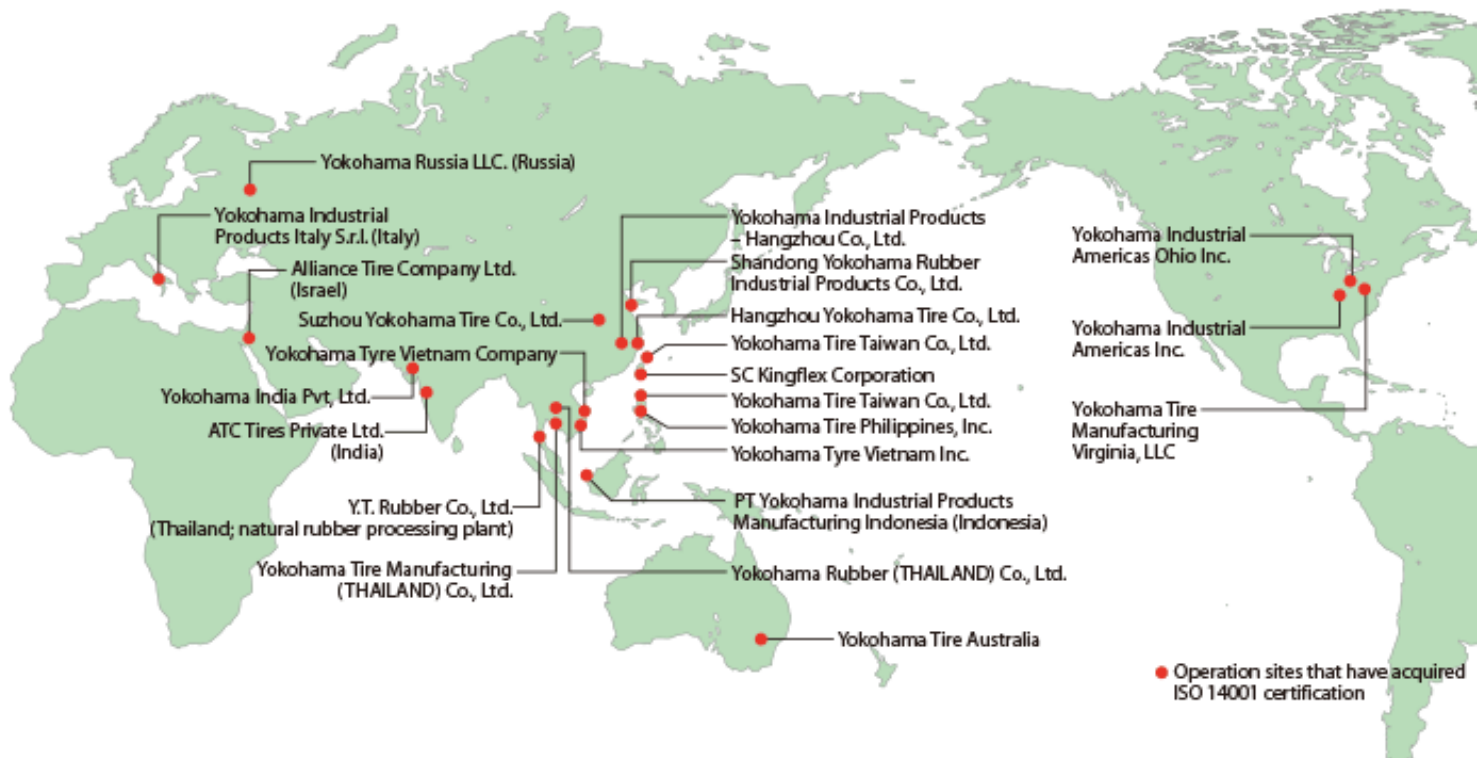 Yokohama Russia LLC. (Russia)
Yokohama Industrial
Products Italy S.r.l. (Italy)
Alliance Tire Company Ltd.
(Israel)
Suzhou Yokohama Tire Co., Ltd.
Yokohama Tyre Vietnam Company
Yokohama India Pvt, Ltd.
ATC Tires Private Ltd.
(India)
Y.T. Rubber Co., Ltd.
(Thailand; natural rubber processing plant)
Yokohama Tire Manufacturing
(THAILAND) Co., Ltd.
Yokohama Industrial Products
– Hangzhou Co., Ltd.
Shandong Yokohama Rubber
Industrial Products Co., Ltd.
Hangzhou Yokohama Tire Co., Ltd.
Yokohama Tire Taiwan Co., Ltd.
SC Kingflex Corporation
Yokohama Tire Taiwan Co., Ltd.
Yokohama Tire Philippines, Inc.
Yokohama Tyre Vietnam Inc.
PT Yokohama Industrial Products
Manufacturing Indonesia (Indonesia)
Yokohama Rubber (THAILAND) Co., Ltd.
Yokohama Tire Australia
Yokohama Industrial
Americas Ohio Inc.
Yokohama Industrial
Americas Inc.
Yokohama Tire
Manufacturing
Virginia, LLC
Operation sites that have acquired
ISO 14001 certification